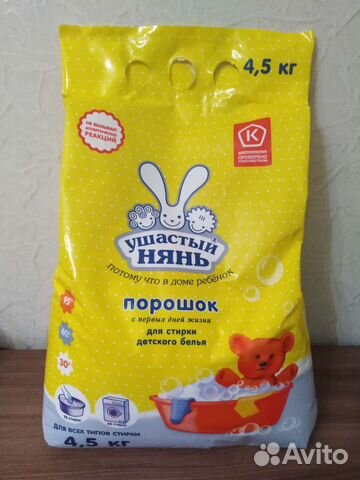 4,5 кг
НЕ ВЫЗЫВАЕТ
АЛЛЕРГИЧЕСКИХ
РЕАКЦИЙ
К
ПРОВЕРЕНО
УШАСТЫЙ
НЯНЬ
потому что в доме ребёнок
порошок
с первых дней жизни
для стирки
детского белья
95°
60°
30°
ДЛЯ ВСЕХ ТИПОВ СТИРКИ
4,5 кг
Avito